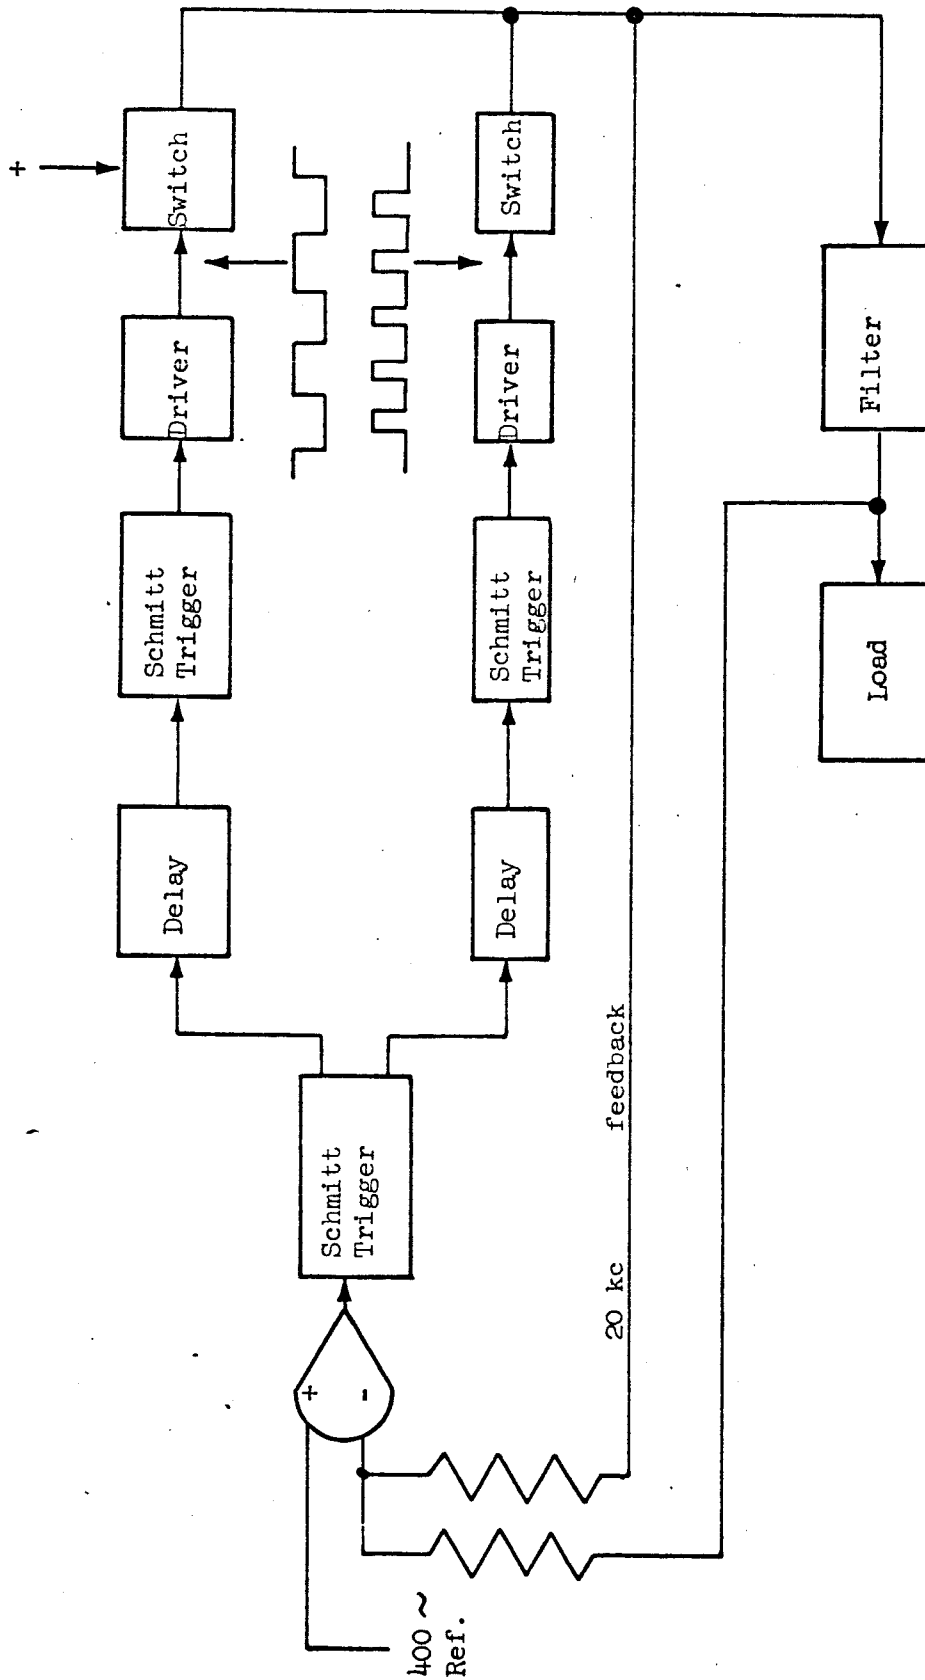 400 ~
Ref.
+
-
Schmitt
Trigger
Delay
Schmitt
Trigger
Driver
Switch
+
Delay
Schmitt
Trigger
Driver
Switch
20 kc feedback
Filter
Load